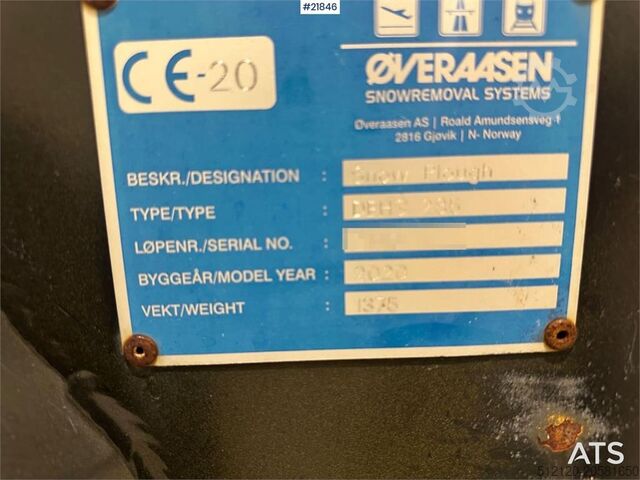 #21846
CE-20
ØVERAASEN
SNOWREMOVAL SYSTEMS
Øveraasen AS | Roald Amundsensveg 1
2816 Gjøvik | N- Norway
BESKR./DESIGNATION : Snow Plough
TYPE/TYPE :
LØPENR./SERIAL NO. :
BYGGEÅR/MODEL YEAR : 2020
VEKT/WEIGHT : 1375
ATS